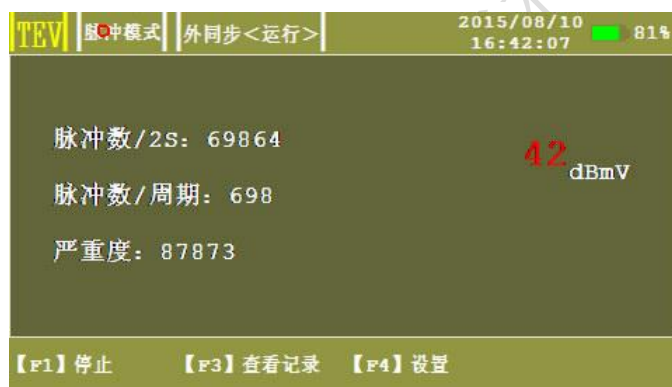 TEV 脉冲模式 外同步<运行> 2015/08/10 81%
16:42:07
脉冲数/2S: 69864
42 dBmV
脉冲数/周期: 698
严重度: 87873
【F1】停止 【F3】查看记录 【F4】设置